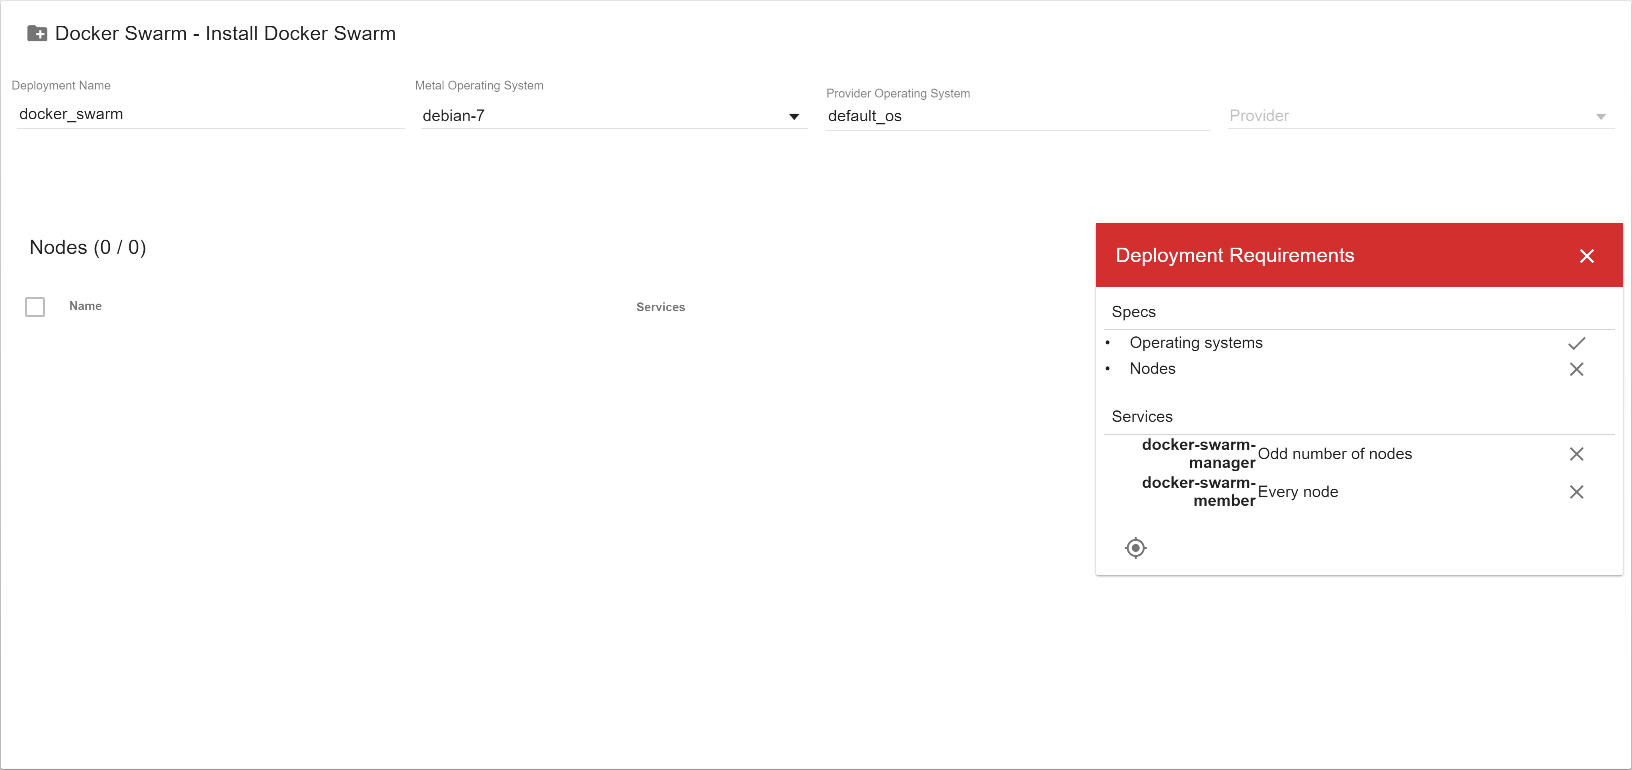 Docker Swarm - Install Docker Swarm
Deployment Name
Metal Operating System
Provider Operating System
docker_swarm
debian-7
default_os
Provider
Nodes (0 / 0)
Name
Services
Deployment Requirements
Specs
• Operating systems
• Nodes
Services
docker-swarm-
manager
Odd number of nodes
docker-swarm-
member
Every node